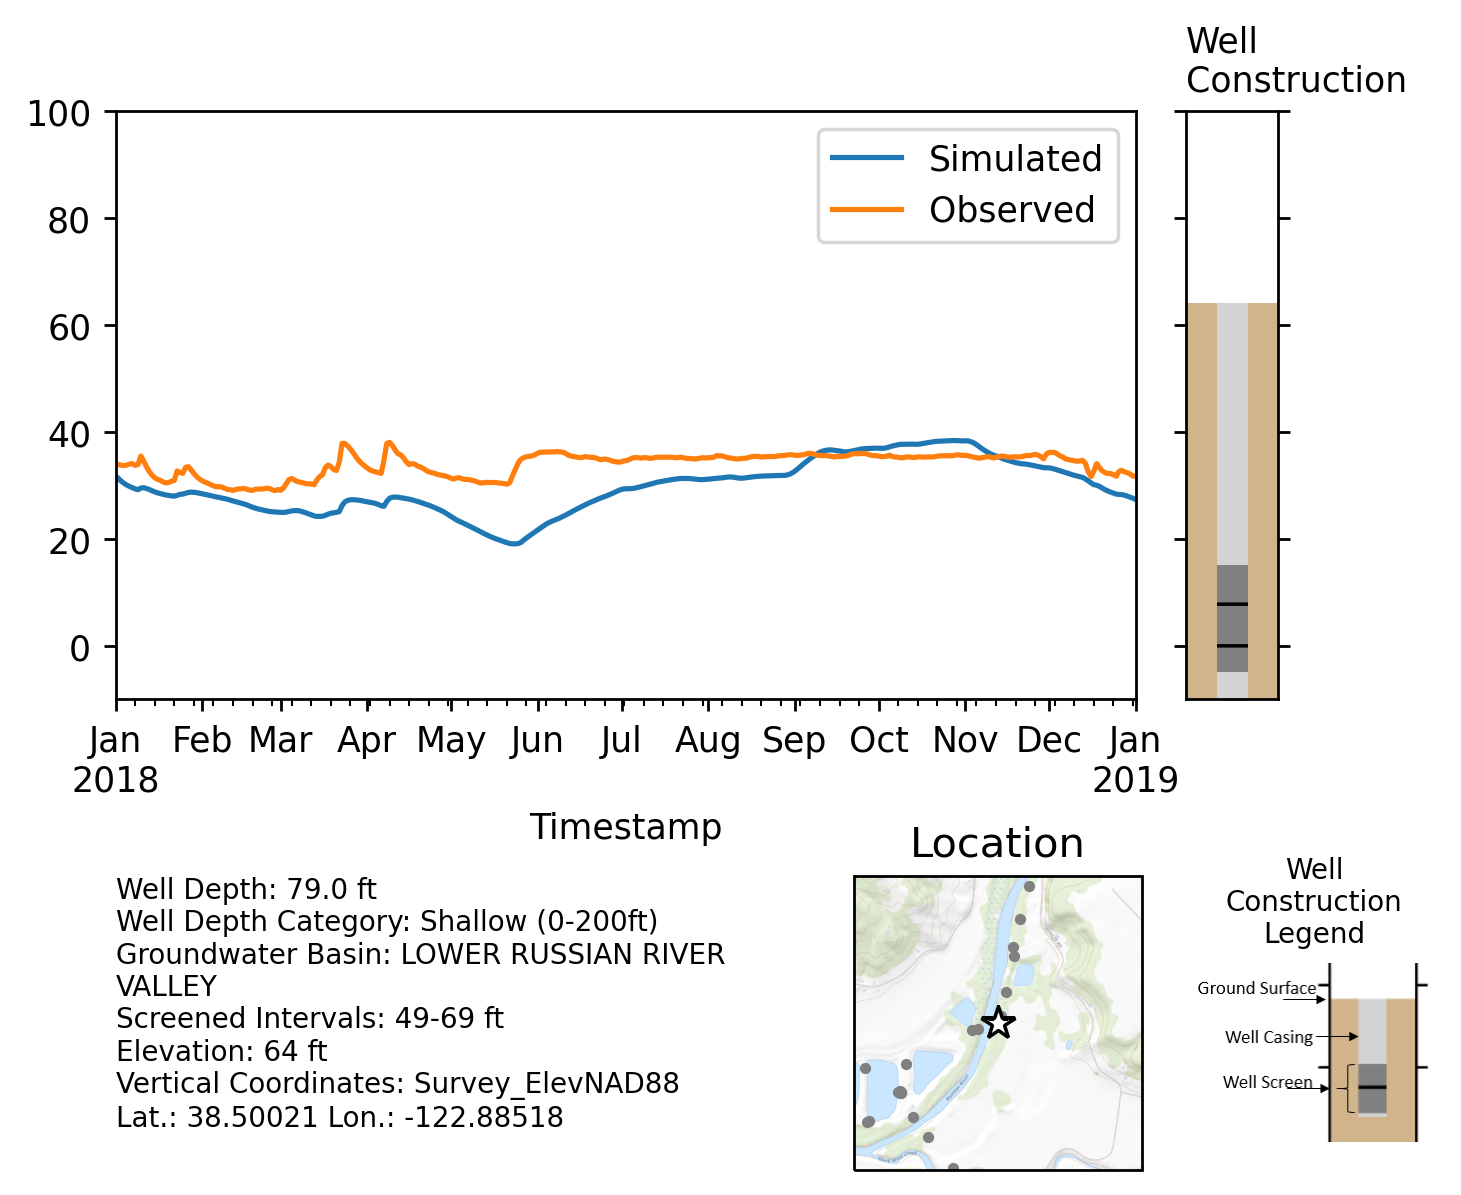 Well
Construction
100
80
60
40
20
0
Simulated
Observed
Jan Feb Mar Apr May Jun Jul Aug Sep Oct Nov Dec Jan
2018 2019
Timestamp
Well Depth: 79.0 ft
Well Depth Category: Shallow (0-200ft)
Groundwater Basin: LOWER RUSSIAN RIVER
VALLEY
Screened Intervals: 49-69 ft
Elevation: 64 ft
Vertical Coordinates: Survey_ElevNAD88
Lat.: 38.50021 Lon.: -122.88518
Location
Well
Construction
Legend
Ground Surface
Well Casing
Well Screen